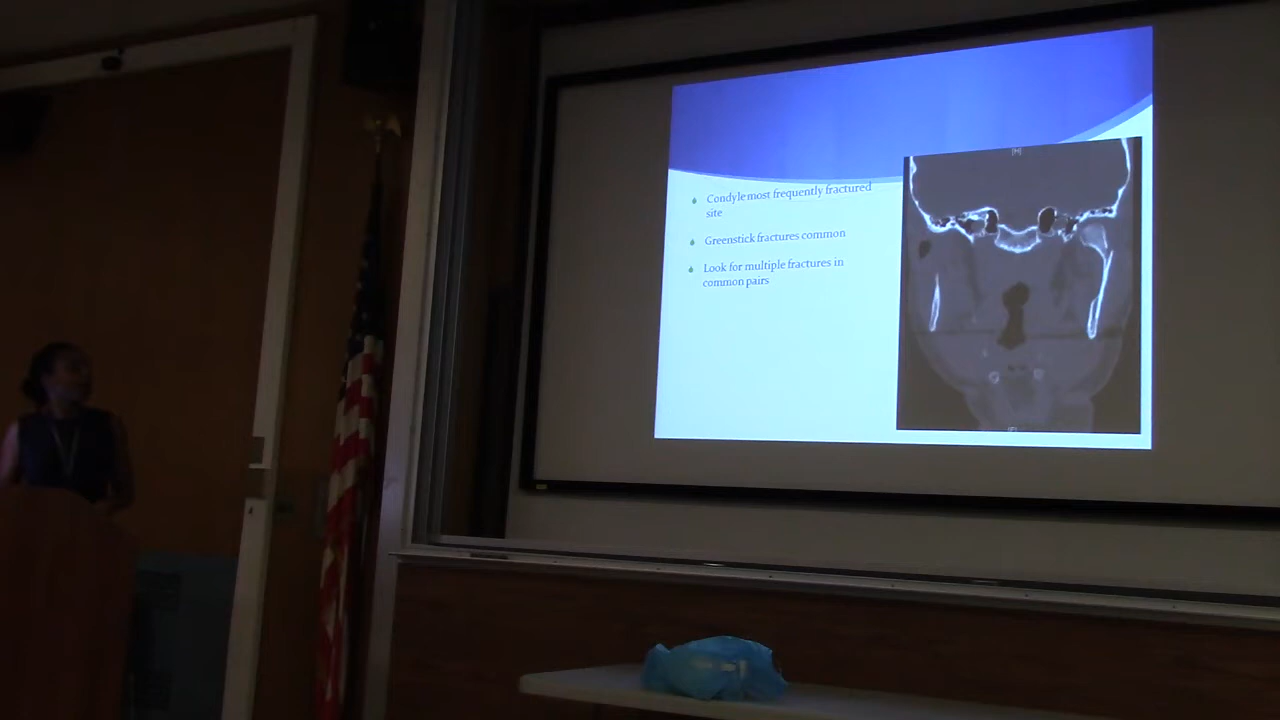 [H]
Condyle most frequently fractured
site
Greenstick fractures common
Look for multiple fractures in
common pairs
[F]